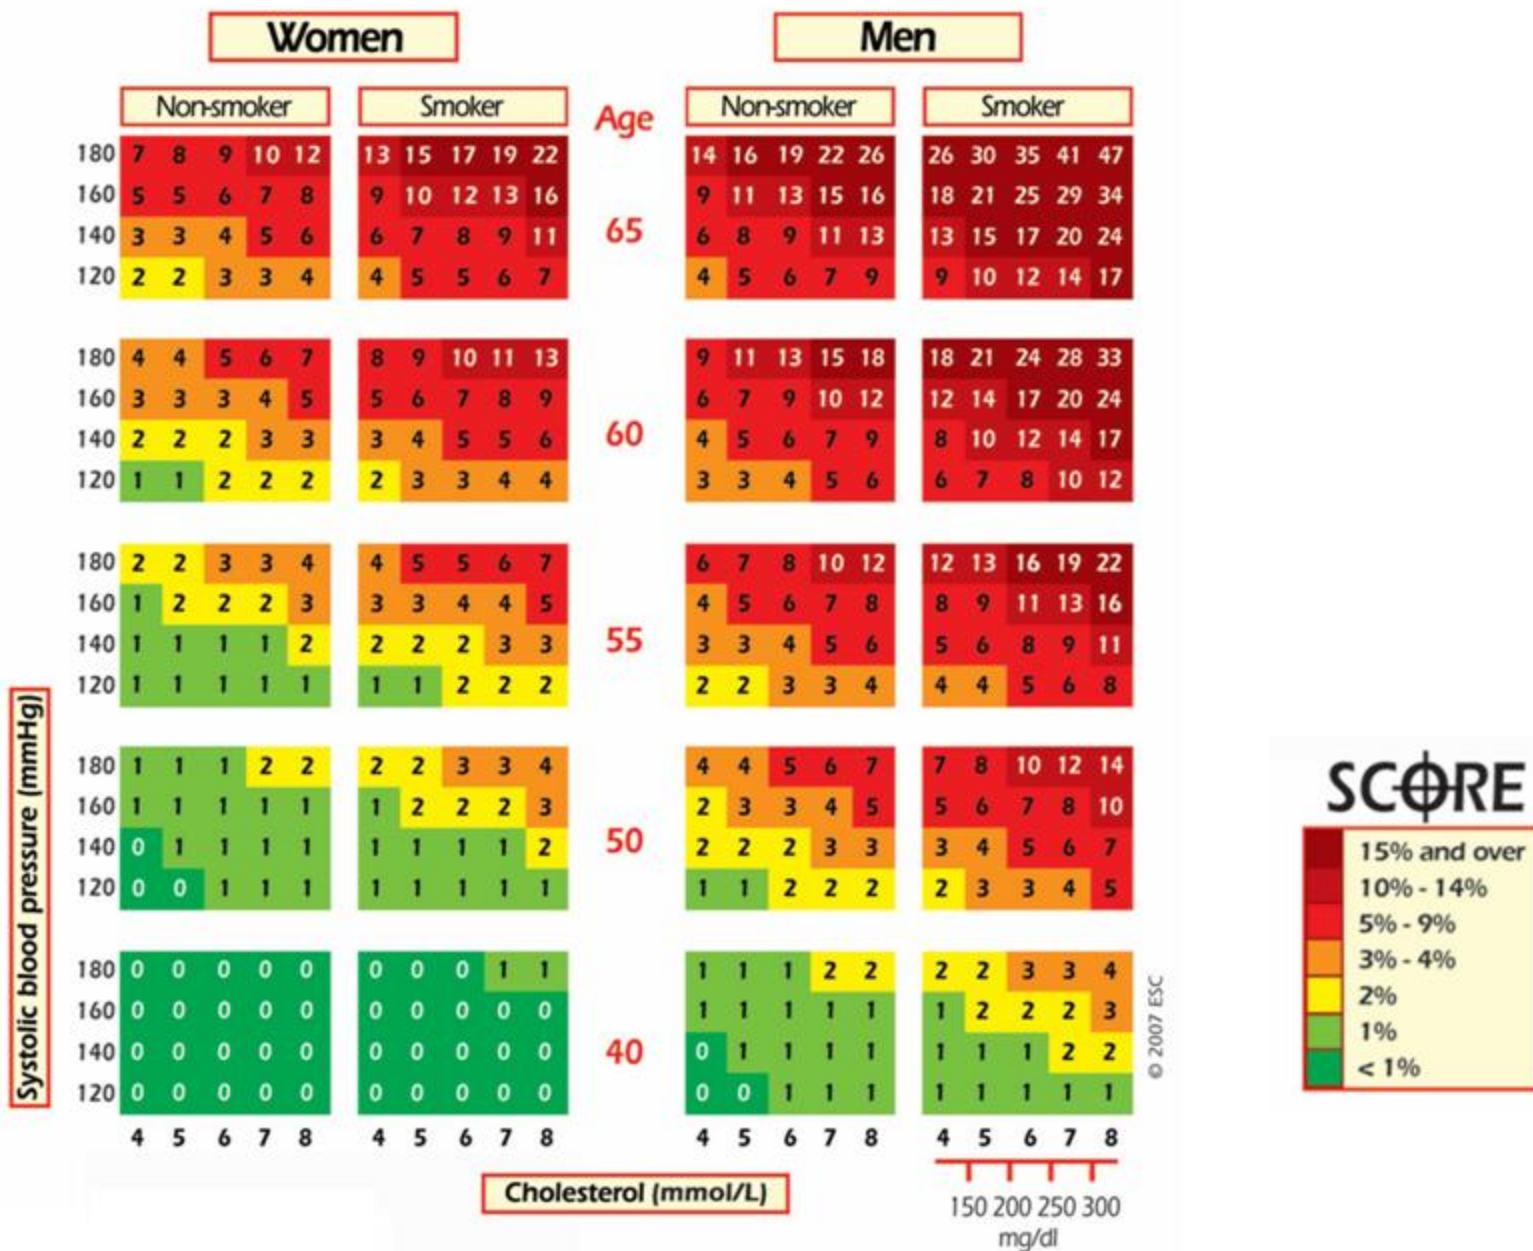 Women Men
Non-smoker Smoker Age Non-smoker Smoker
180 7 8 9 10 12 13 15 17 19 22 14 16 19 22 26 26 30 35 41 47
160 5 5 6 7 8 9 10 12 13 16 9 11 13 15 16 18 21 25 29 34
65
140 3 3 4 5 6 6 7 8 9 11 6 8 9 11 13 13 15 17 20 24
120 2 2 3 3 4 4 5 5 6 7 4 5 6 7 9 9 10 12 14 17
180 4 4 5 6 7 8 9 10 11 13 9 11 13 15 18 18 21 24 28 33
160 3 3 3 4 5 5 6 7 8 9 6 7 9 10 12 12 14 17 20 24
60
140 2 2 2 3 3 3 4 5 5 6 4 5 6 7 9 8 10 12 14 17
120 1 1 2 2 2 2 3 3 4 4 3 3 4 5 6 6 7 8 10 12
180 2 2 3 3 4 4 5 5 6 7 6 7 8 10 12 12 13 16 19 22
160 1 2 2 2 3 3 3 4 4 5 4 5 6 7 8 8 9 11 13 16
55
140 1 1 1 1 2 2 2 2 3 3 3 3 4 5 6 5 6 8 9 11
120 1 1 1 1 1 1 1 2 2 2 2 2 3 3 4 4 4 5 6 8
180 1 1 1 2 2 2 2 3 3 4 4 4 5 6 7 7 8 10 12 14
160 1 1 1 1 1 1 2 2 2 3 2 3 3 4 5 5 6 7 8 10
50
140 0 1 1 1 1 1 1 1 1 2 2 2 2 3 3 3 4 5 6 7
120 0 0 1 1 1 1 1 1 1 1 1 1 2 2 2 2 3 3 4 5
180 0 0 0 0 0 0 0 0 1 1 1 1 1 2 2 2 2 3 3 4
160 0 0 0 0 0 0 0 0 0 0 1 1 1 1 1 1 2 2 2 3
40
140 0 0 0 0 0 0 0 0 0 0 0 1 1 1 1 1 1 1 2 2
120 0 0 0 0 0 0 0 0 0 0 0 0 1 1 1 1 1 1 1 1
4 5 6 7 8 4 5 6 7 8 4 5 6 7 8 4 5 6 7 8
Systolic blood pressure (mmHg)
Cholesterol (mmol/L)
150 200 250 300
mg/dl
© 2007 ESC
SCORE
15% and over
10% - 14%
5% - 9%
3% - 4%
2%
1%
< 1%